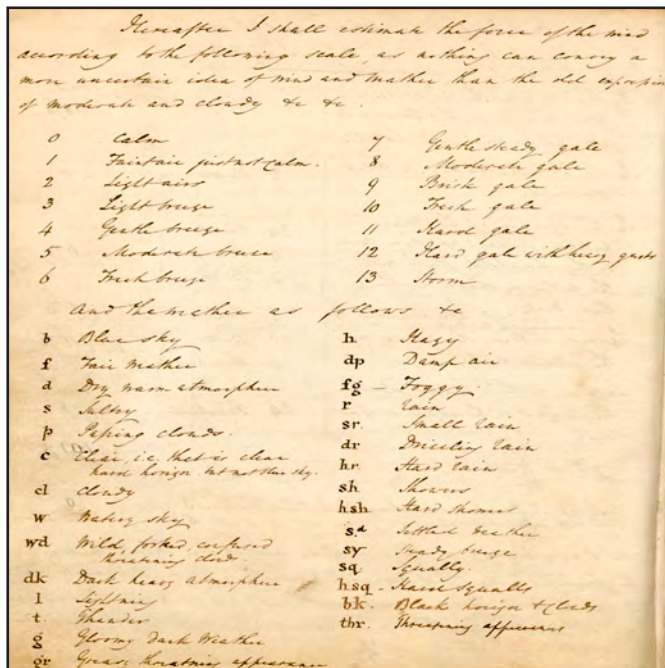 Hereafter I shall estimate the force of the wind
according to the following scale, as nothing can convey a
more uncertain idea of wind and weather than the old expression
of moderate and cloudy &c &c.
0 Calm
1 Faint air just not calm.
2 Light airs
3 Light breeze
4 Gentle breeze
5 Moderate breeze
6 Fresh breeze
7 Gentle steady gale
8 Moderate gale
9 Brisk gale
10 Fresh gale
11 Hard gale
12 Hard gale with heavy gusts
13 Storm
and the weather as follows &c
b Blue sky
f Fair weather
d Dry warm atmosphere
s Sultry
p Passing clouds.
c Clear, i.e. that is clear
hard horizon but not blue sky.
cl Cloudy
w Watery sky
wd Wild, forked, confused
threatning clouds.
dk Dark heavy atmosphere
l Lightning
t. Thunder
g Gloomy dark weather
gr Greasy threatning appearance
h Hazy
dp Damp air
fg - Foggy.
r rain
sr. Small rain
dr Drizzling rain
hr. Hard rain
sh Showers
hsh Hard showers
s.d Settled weather
sy Steady breeze
sq Squally.
hsq - Hard squalls
bk. Black horizon & clouds
thr. Threatning appearance